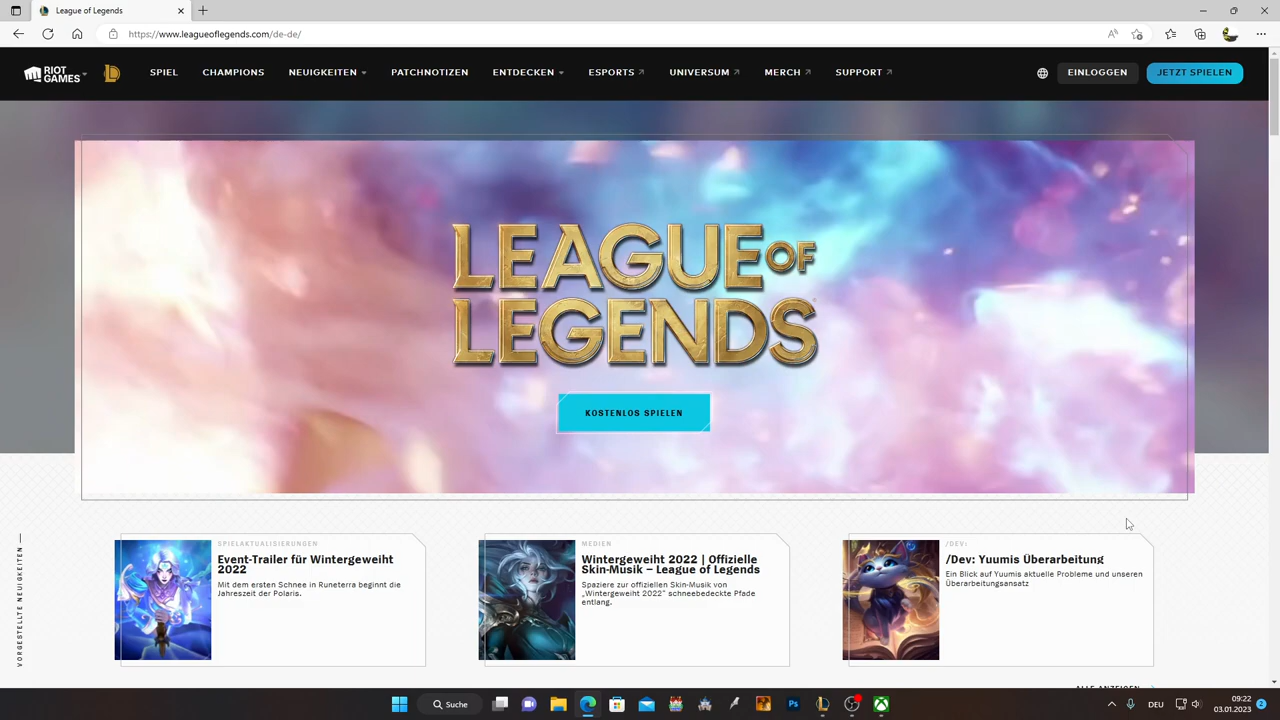 League of Legends
https://www.leagueoflegends.com/de-de/
RIOT GAMES
SPIEL
CHAMPIONS
NEUIGKEITEN
PATCHNOTIZEN
ENTDECKEN
ESPORTS
UNIVERSUM
MERCH
SUPPORT
EINLOGGEN
JETZT SPIELEN
LEAGUE OF
LEGENDS
KOSTENLOS SPIELEN
VORGESTELLTE NEUIGKEITEN
SPIELAKTUALISIERUNGEN
Event-Trailer für Wintergeweiht
2022
Mit dem ersten Schnee in Runeterra beginnt die
Jahreszeit der Polaris.
MEDIEN
Wintergeweiht 2022 | Offizielle
Skin-Musik – League of Legends
Spaziere zur offiziellen Skin-Musik von
„Wintergeweiht 2022“ schneebedeckte Pfade
entlang.
/DEV:
/Dev: Yuumis Überarbeitung
Ein Blick auf Yuumis aktuelle Probleme und unseren
Überarbeitungsansatz
ALLE ANZEIGEN
Suche
DEU
09:22
03.01.2023
2